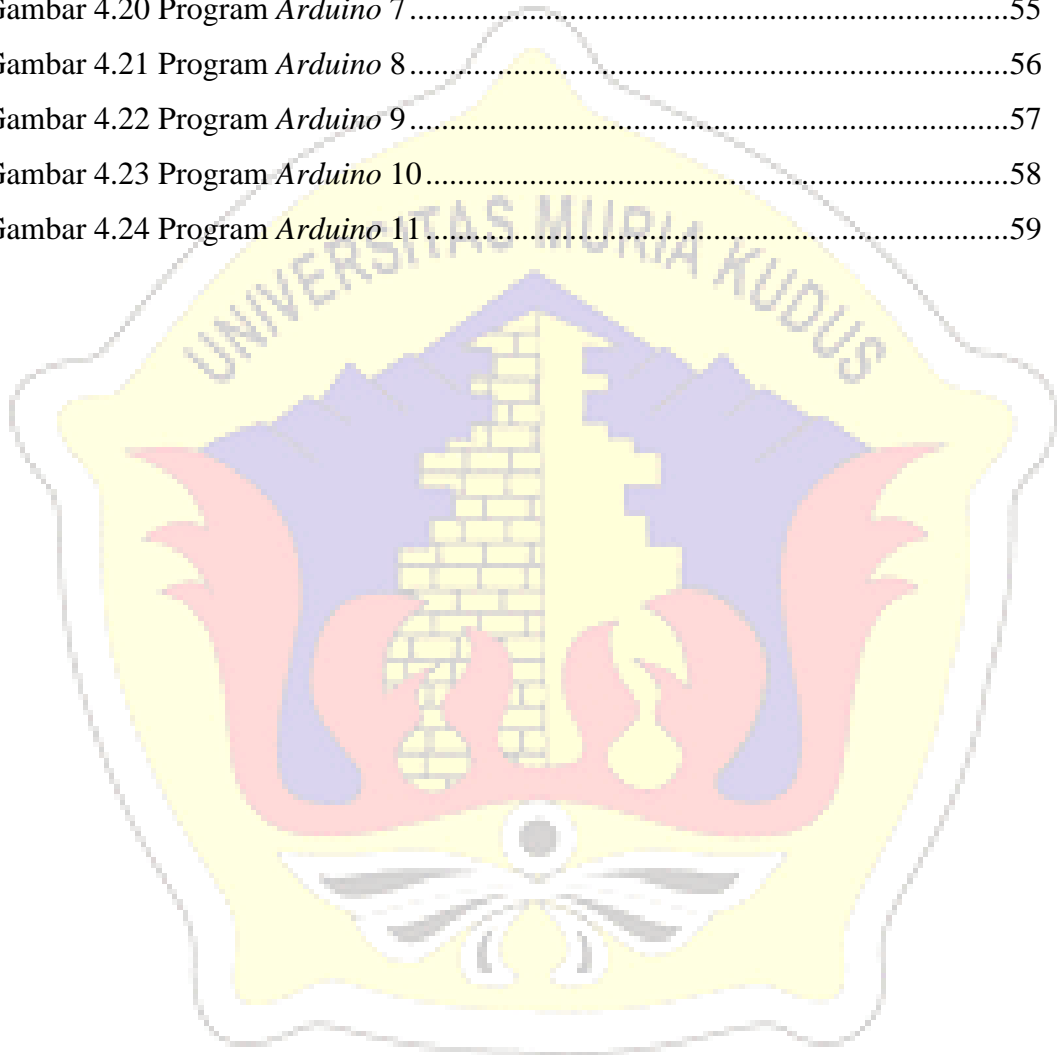 Gambar 4.20 Program Arduino 7....................................................................55
Gambar 4.21 Program Arduino 8....................................................................56
Gambar 4.22 Program Arduino 9....................................................................57
Gambar 4.23 Program Arduino 10..................................................................58
Gambar 4.24 Program Arduino 11..................................................................59
UNIVERSITAS MURIA KUDUS